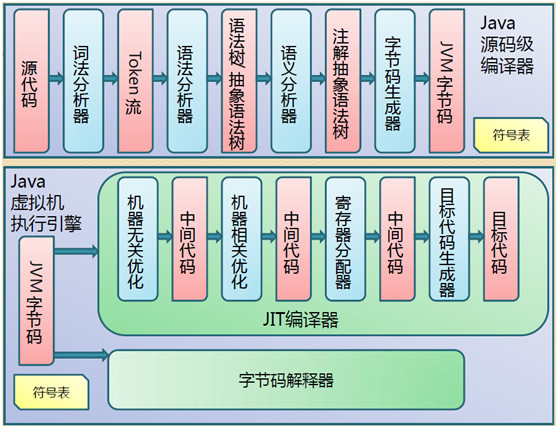 源代码
词法分析器
Token流
语法分析器
语法树、抽象语法树
语义分析器
注解抽象语法树
字节码生成器
JVM 字节码
Java
源码级
编译器
符号表
Java
虚拟机
执行引擎
JVM 字节码
机器无关优化
中间代码
机器相关优化
中间代码
寄存器分配器
中间代码
目标代码生成器
目标代码
JIT编译器
字节码解释器
符号表